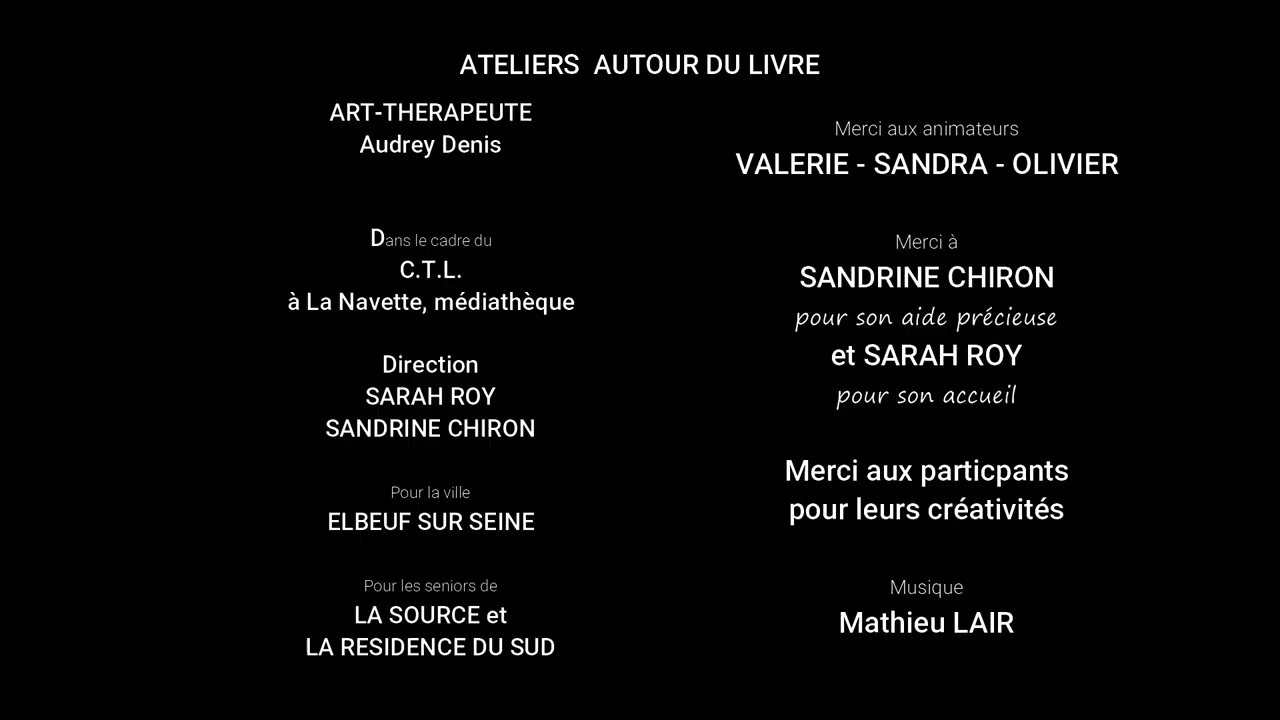 ATELIERS  AUTOUR DU LIVRE
ART-THERAPEUTE
Audrey Denis
Dans le cadre du
C.T.L.
à La Navette, médiathèque
Direction
SARAH ROY
SANDRINE CHIRON
Pour la ville
ELBEUF SUR SEINE
Pour les seniors de
LA SOURCE et
LA RESIDENCE DU SUD
Merci aux animateurs
VALERIE - SANDRA - OLIVIER
Merci à
SANDRINE CHIRON
pour son aide précieuse
et SARAH ROY
pour son accueil
Merci aux particpants
pour leurs créativités
Musique
Mathieu LAIR